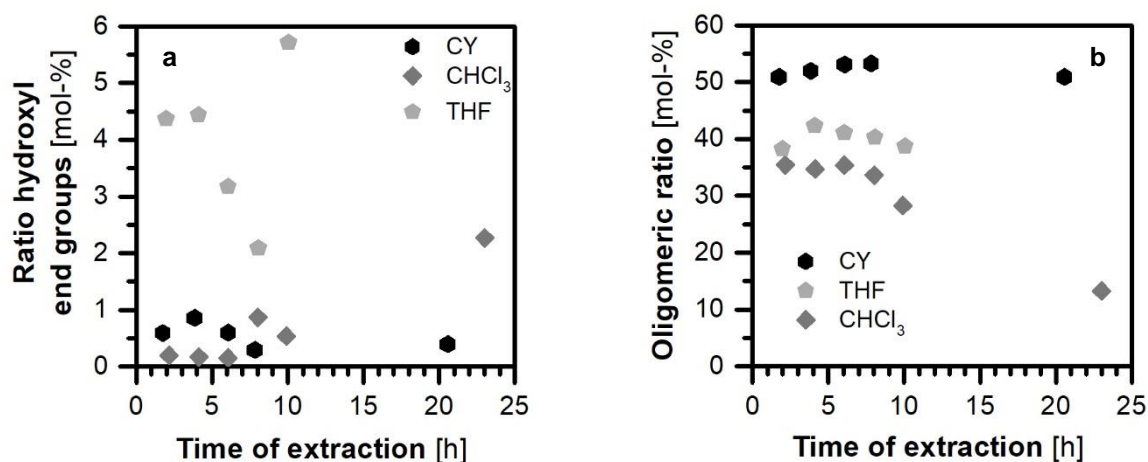 a
Ratio hydroxyl
end groups [mol-%]
6
5
4
3
2
1
0
CY
CHCl₃
THF
0 5 10 15 20 25
Time of extraction [h]
b
Oligomeric ratio [mol-%]
60
50
40
30
20
10
0
CY
THF
CHCl₃
0 5 10 15 20 25
Time of extraction [h]